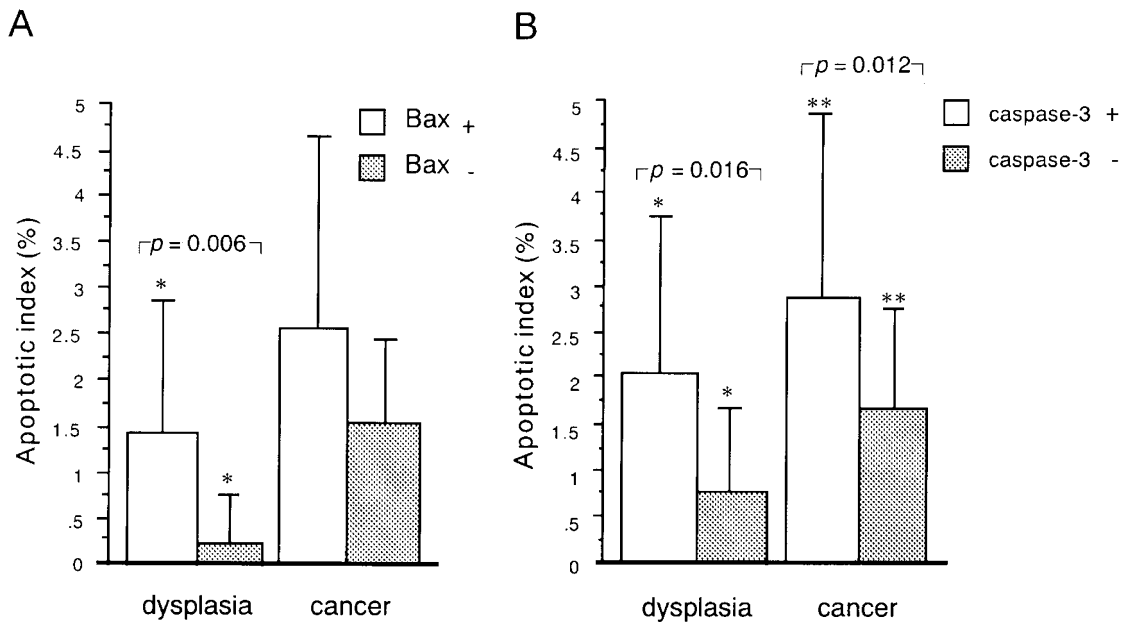 A
Apoptotic index (%)
5
4.5
4
3.5
3
2.5
2
1.5
1
.5
0
Bax +
Bax -
p = 0.006
*
*
dysplasia
cancer
B
Apoptotic index (%)
5
4.5
4
3.5
3
2.5
2
1.5
1
.5
0
p = 0.012
**
caspase-3 +
caspase-3 -
p = 0.016
*
**
*
dysplasia
cancer